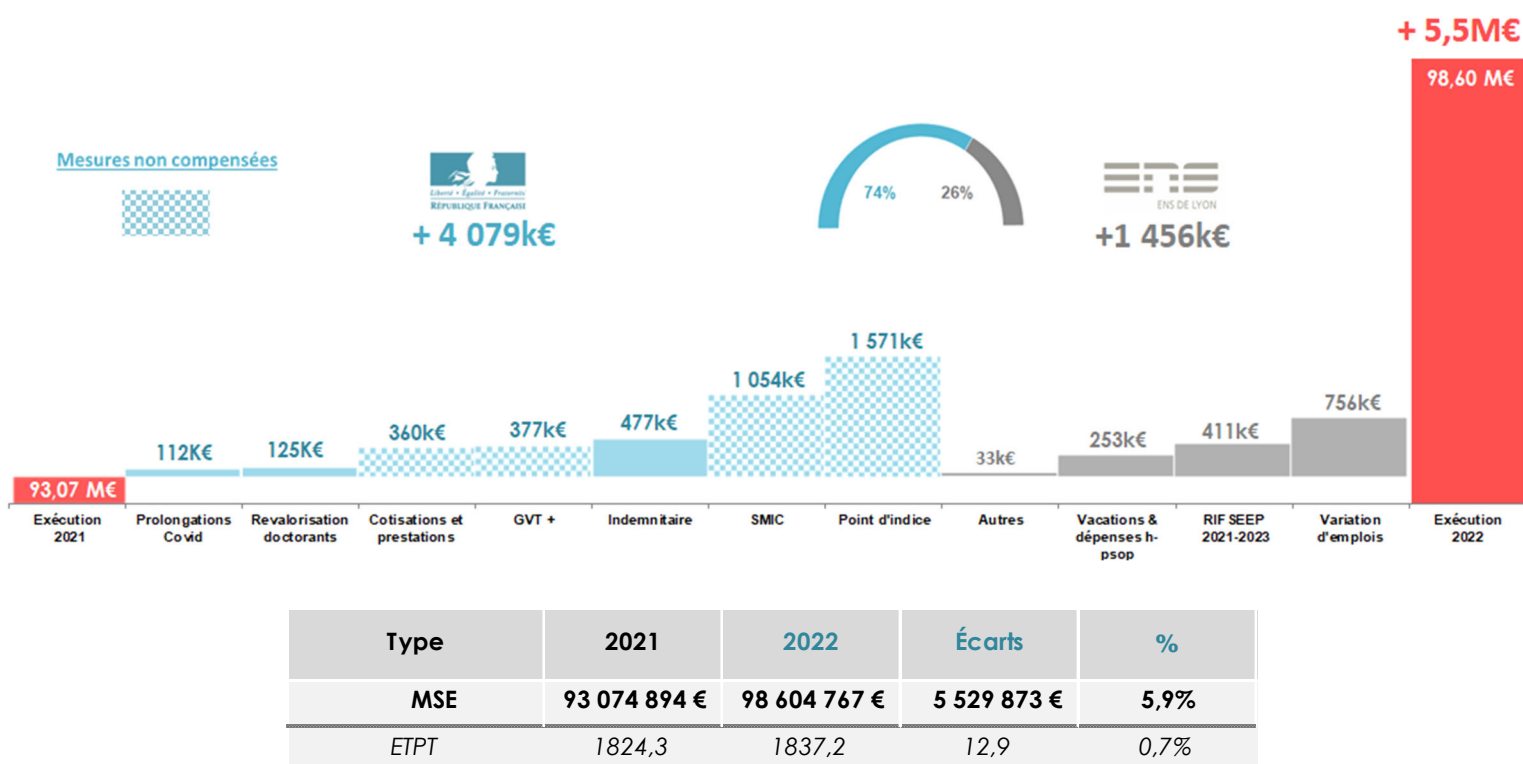 + 5,5M€
98,60 M€
Mesures non compensées
Liberté • Égalité • Fraternité
RÉPUBLIQUE FRANÇAISE
+ 4 079k€
74%
26%
ENS
ENS DE LYON
+1 456k€
93,07 M€
112K€
125K€
360k€
377k€
477k€
1 054k€
1 571k€
33k€
253k€
411k€
756k€
Exécution
2021
Prolongations
Covid
Revalorisation
doctorants
Cotisations et
prestations
GVT +
Indemnitaire
SMIC
Point d'indice
Autres
Vacations &
dépenses h-
psop
RIFSEEP
2021-2023
Variation
d'emplois
Exécution
2022
Type 2021 2022 Écarts %
MSE 93 074 894 € 98 604 767 € 5 529 873 € 5,9%
ETPT 1824,3 1837,2 12,9 0,7%